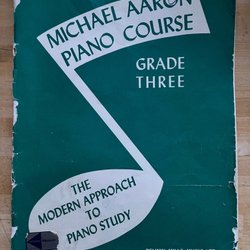 MICHAEL AARON
PIANO COURSE
GRADE
THREE
THE
MODERN APPROACH
TO
PIANO STUDY